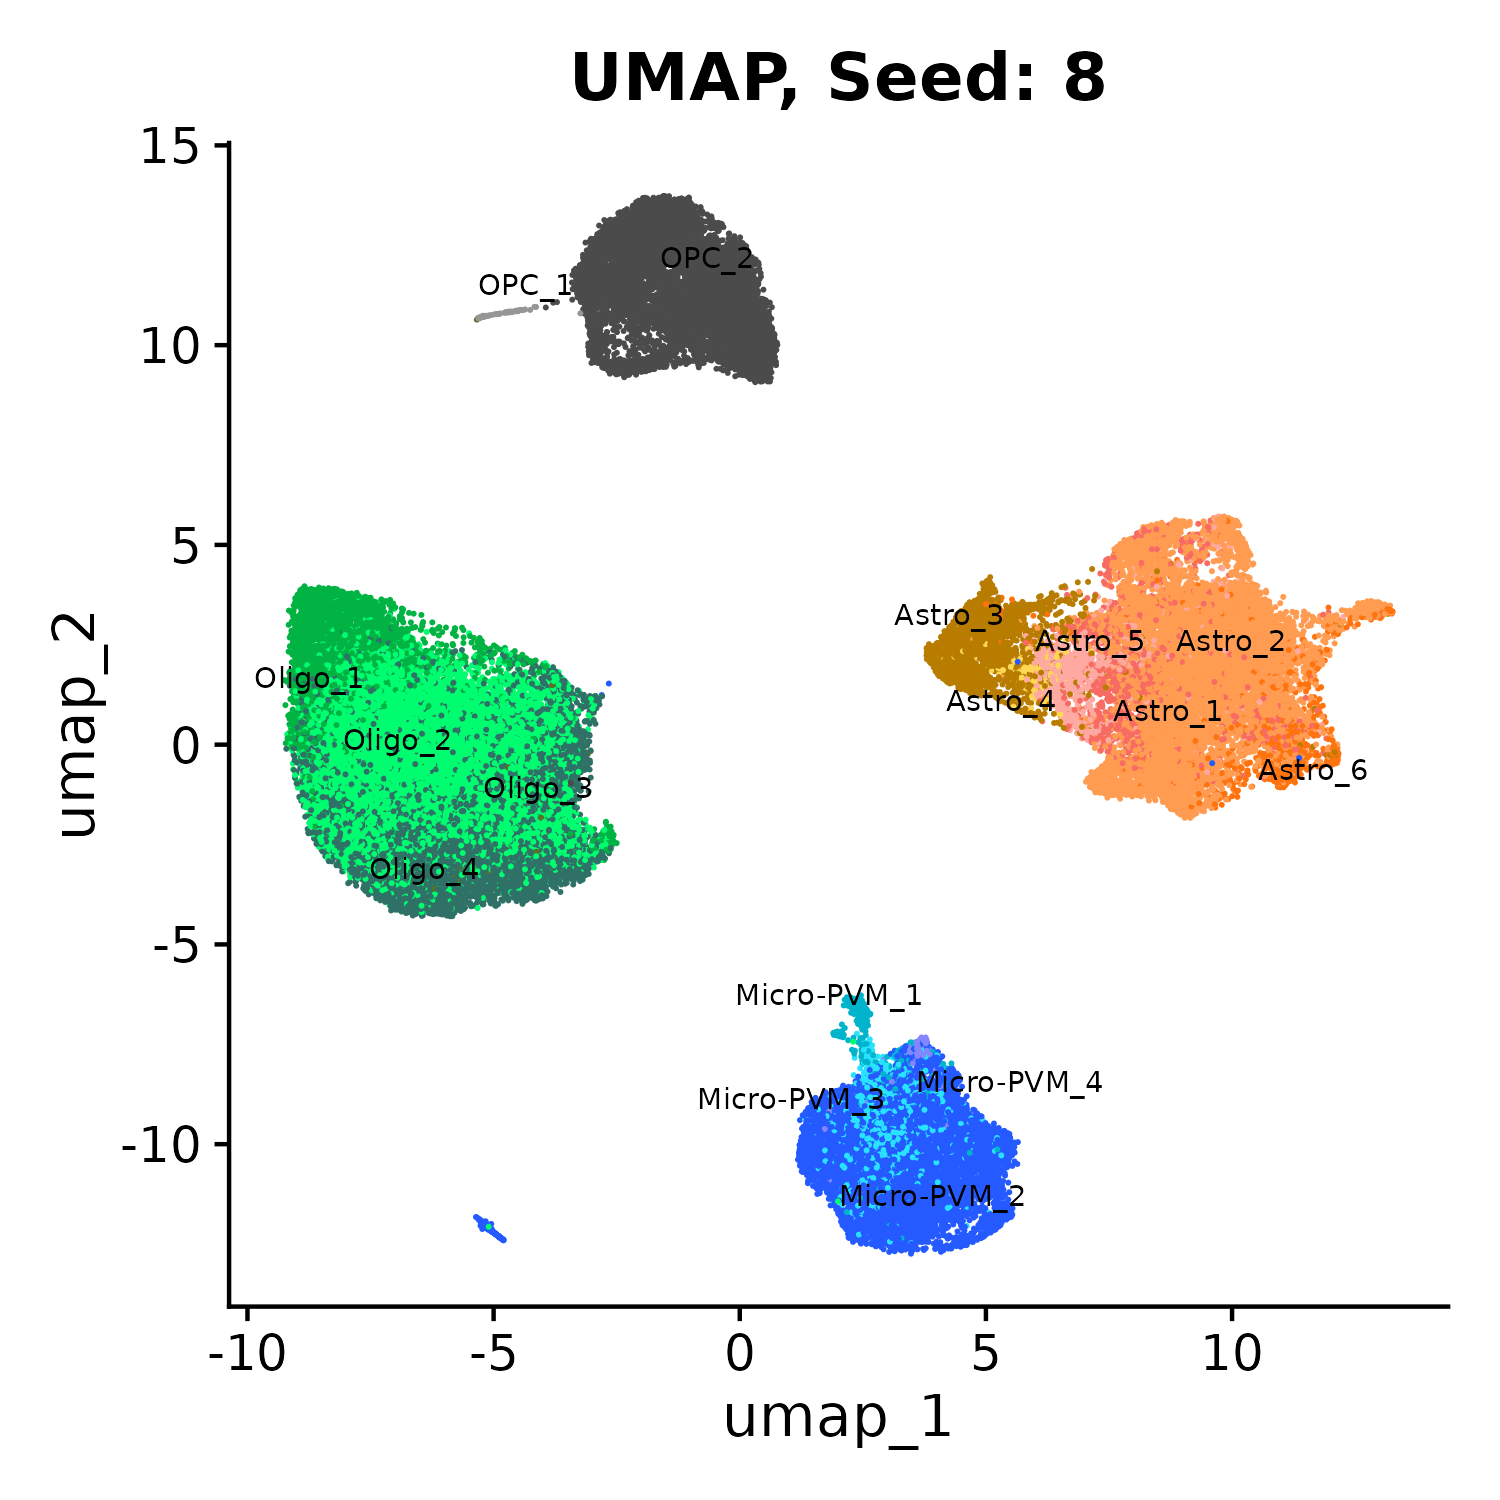 UMAP, Seed: 8
15
10
5
0
-5
-10
umap_2
OPC_2
OPC_1
Astro_3
Astro_5
Astro_2
Astro_4
Astro_1
Astro_6
Oligo_1
Oligo_2
Oligo_3
Oligo_4
Micro-PVM_1
Micro-PVM_4
Micro-PVM_3
Micro-PVM_2
-10
-5
0
5
10
umap_1